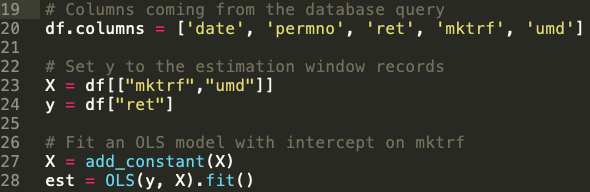 19 # Columns coming from the database query
20 df.columns = ['date', 'permno', 'ret', 'mktrf', 'umd']
21
22 # Set y to the estimation window records
23 X = df[["mktrf","umd"]]
24 y = df["ret"]
25
26 # Fit an OLS model with intercept on mktrf
27 X = add_constant(X)
28 est = OLS(y, X).fit()